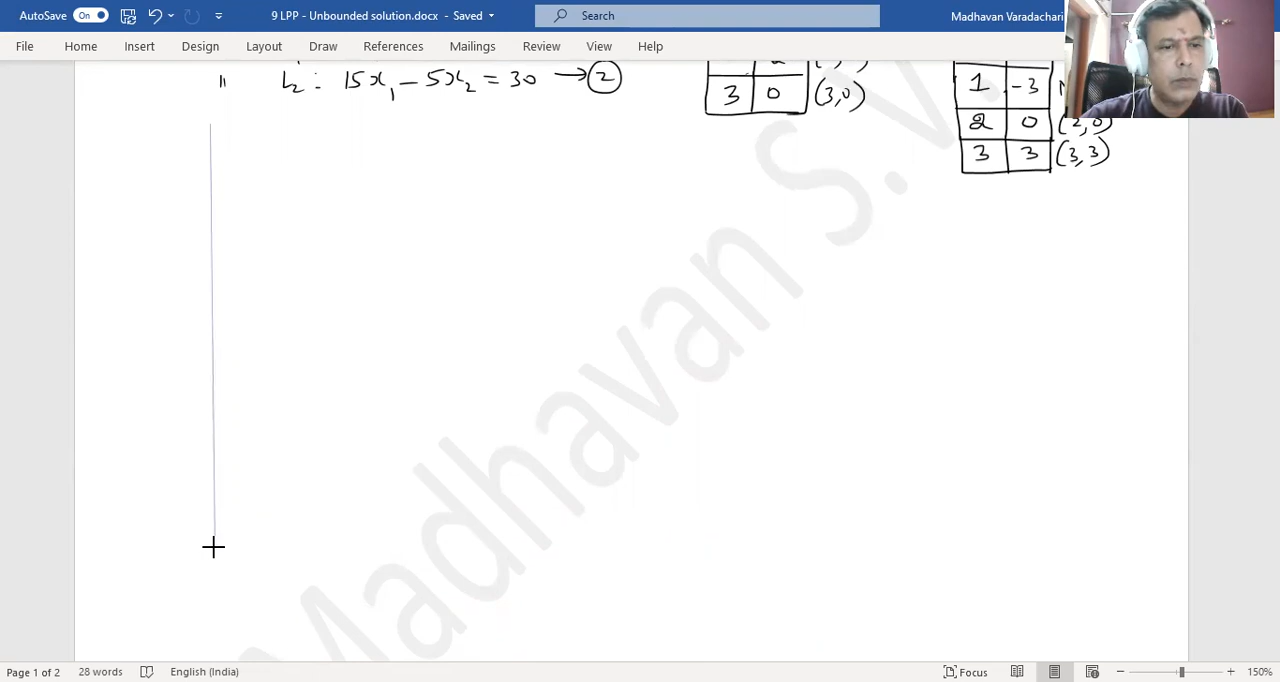 AutoSave On 9 LPP - Unbounded solution.docx - Saved Search Madhavan Varadachari
File Home Insert Design Layout Draw References Mailings Review View Help
L₂ : 15x₁ - 5x₂ = 30 → ②
3 0 (3,0)
1 -3
2 0 (2,0)
3 3 (3,3)
Madhavan S.V.
Page 1 of 2 28 words English (India) Focus 150%